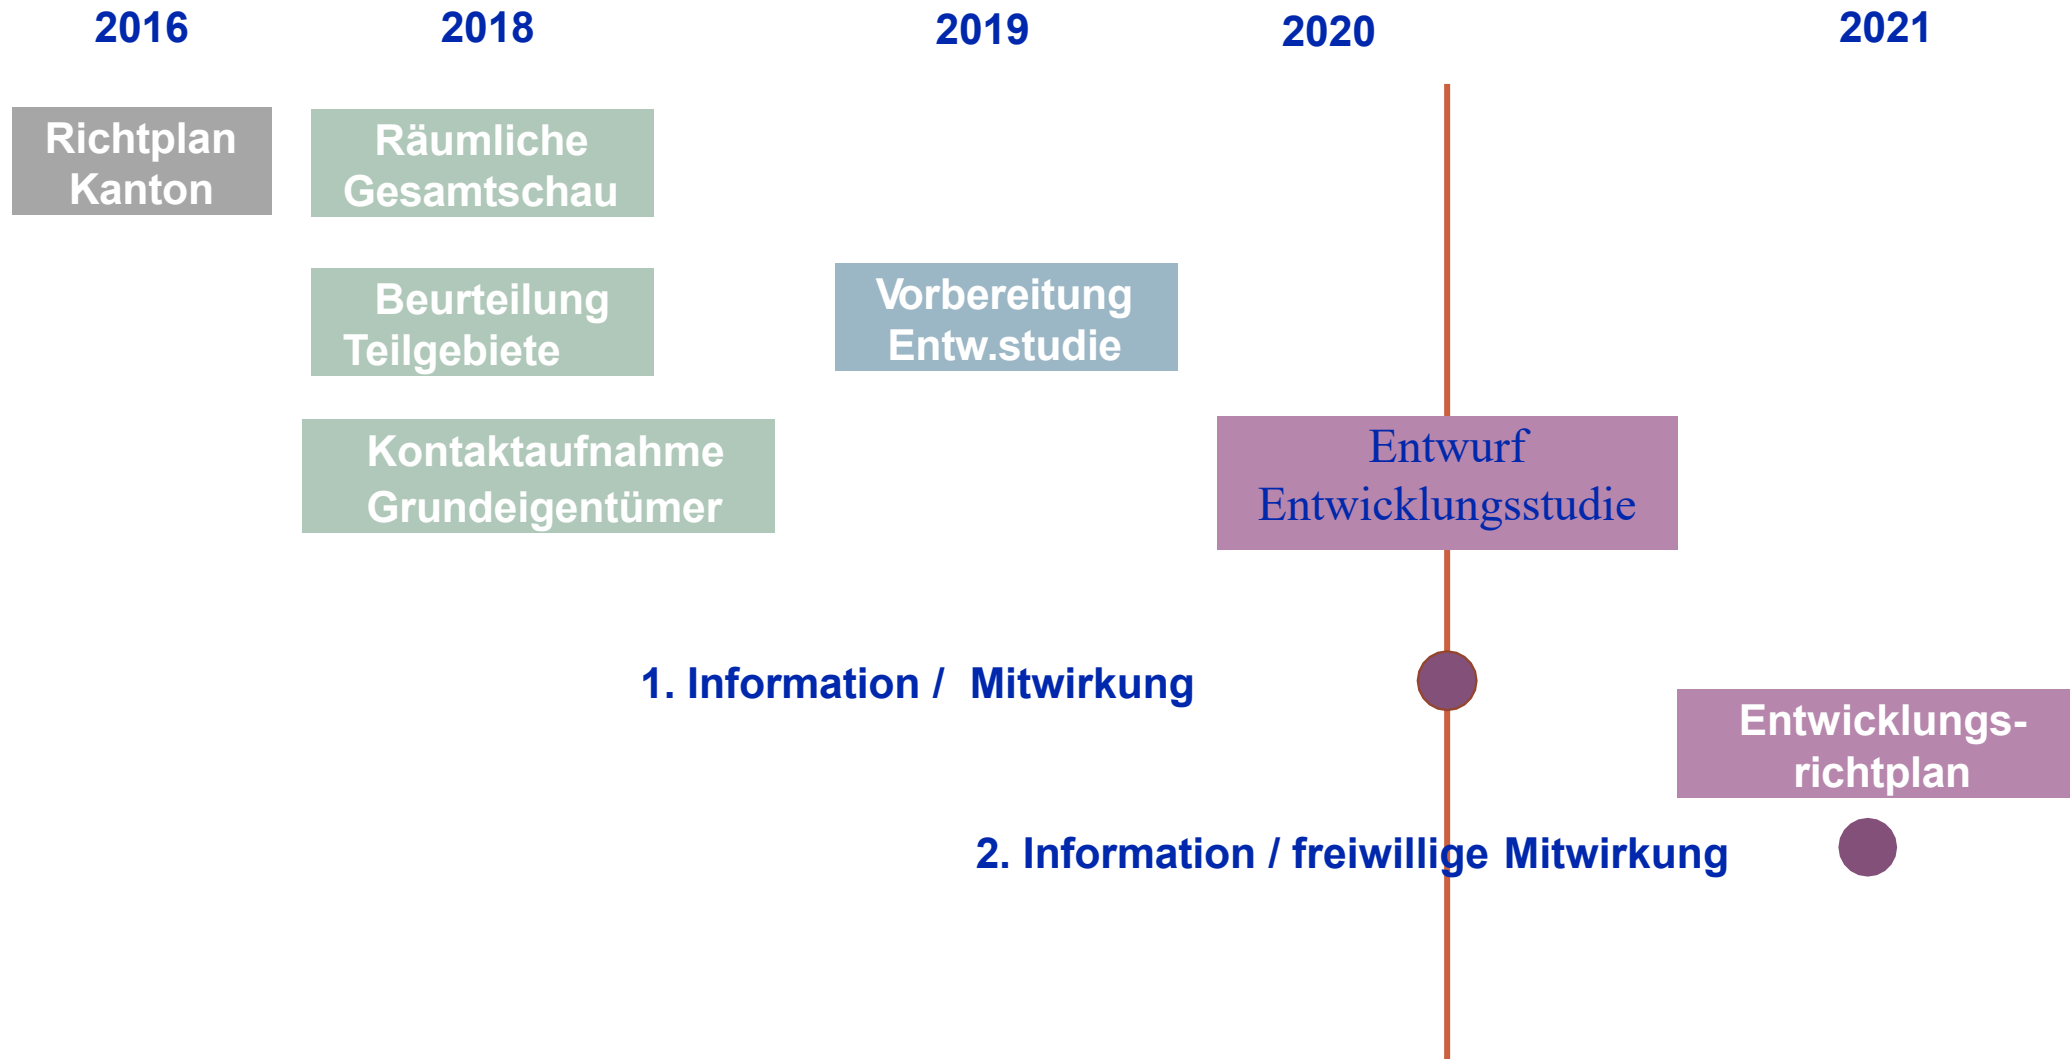 2016 2018 2019 2020 2021
Richtplan
Kanton
Räumliche
Gesamtschau
Beurteilung
Teilgebiete
Vorbereitung
Entw.studie
Kontaktaufnahme
Grundeigentümer
Entwurf
Entwicklungsstudie
1. Information / Mitwirkung
Entwicklungs-
richtplan
2. Information / freiwillige Mitwirkung